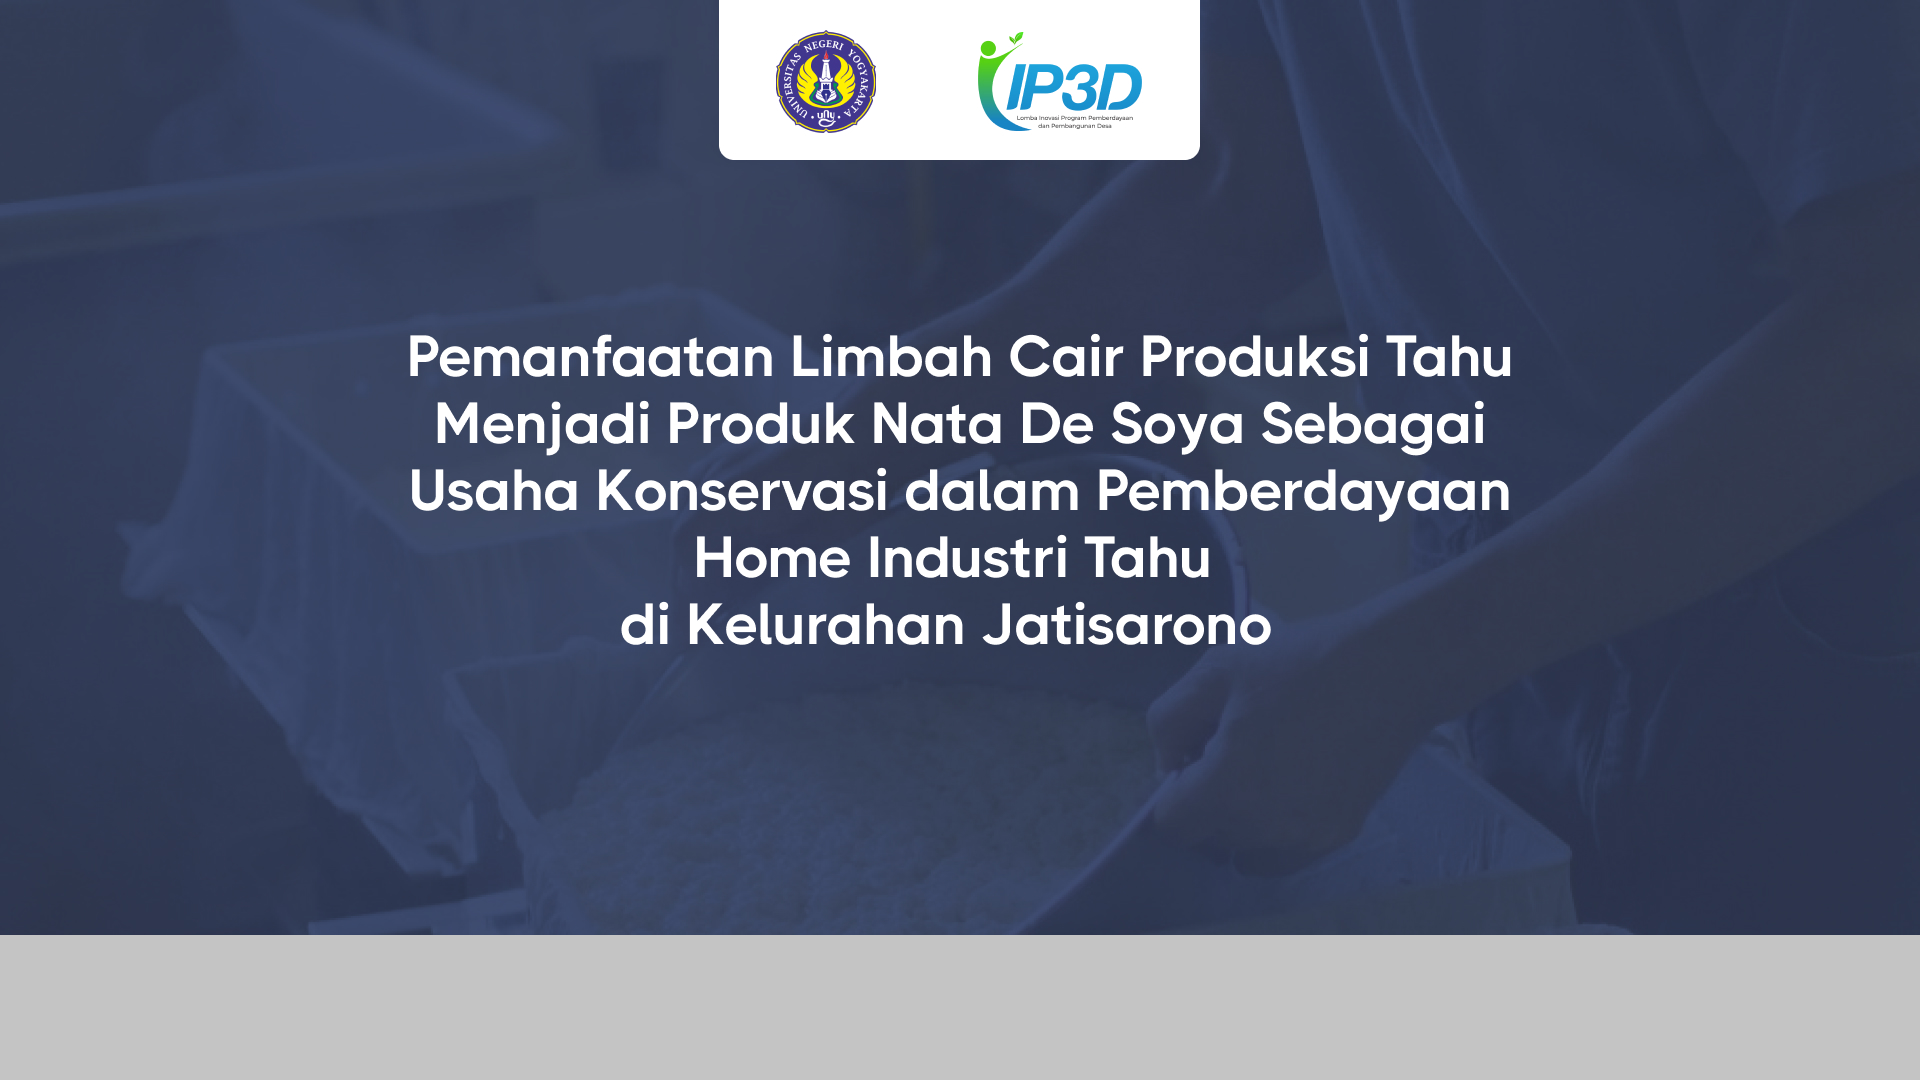 UNIVERSITAS NEGERI YOGYAKARTA
uny
IP3D
Lomba Inovasi Program Pemberdayaan
dan Pembangunan Desa
Pemanfaatan Limbah Cair Produksi Tahu
Menjadi Produk Nata De Soya Sebagai
Usaha Konservasi dalam Pemberdayaan
Home Industri Tahu
di Kelurahan Jatisarono